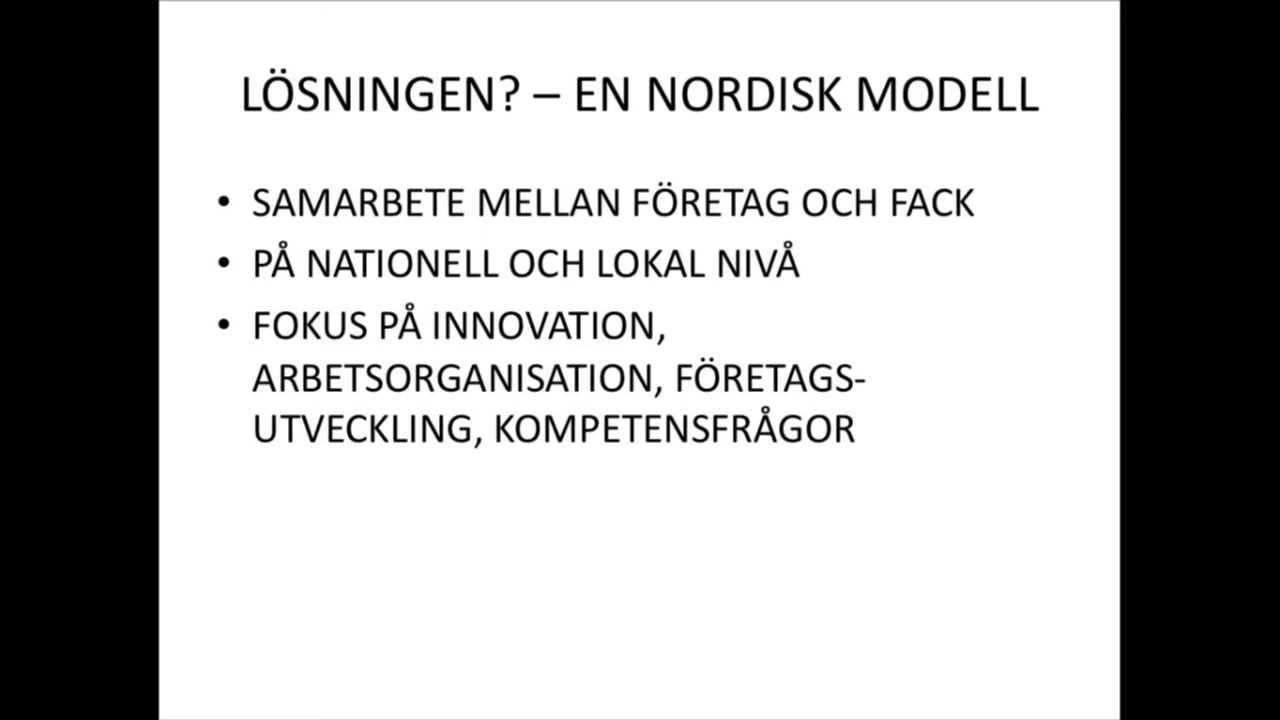 LÖSNINGEN? – EN NORDISK MODELL
• SAMARBETE MELLAN FÖRETAG OCH FACK
• PÅ NATIONELL OCH LOKAL NIVÅ
• FOKUS PÅ INNOVATION,
ARBETSORGANISATION, FÖRETAGS-
UTVECKLING, KOMPETENSFRÅGOR